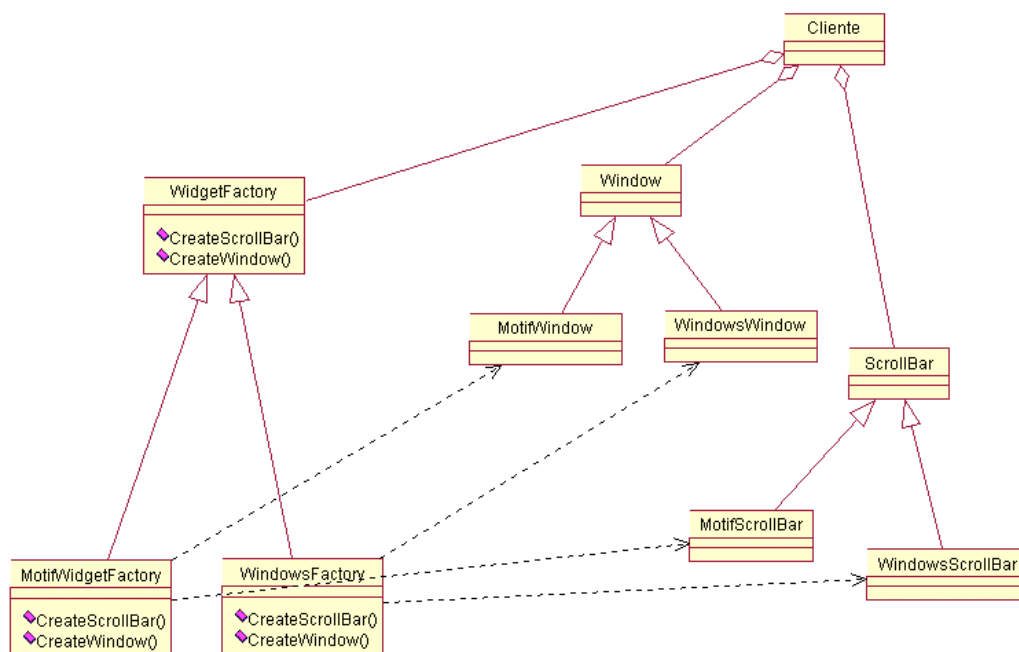 Cliente
WidgetFactory
CreateScrollBar()
CreateWindow()
Window
MotifWindow
WindowsWindow
ScrollBar
MotifScrollBar
WindowsScrollBar
MotifWidgetFactory
CreateScrollBar()
CreateWindow()
WindowsFactory
CreateScrollBar()
CreateWindow()